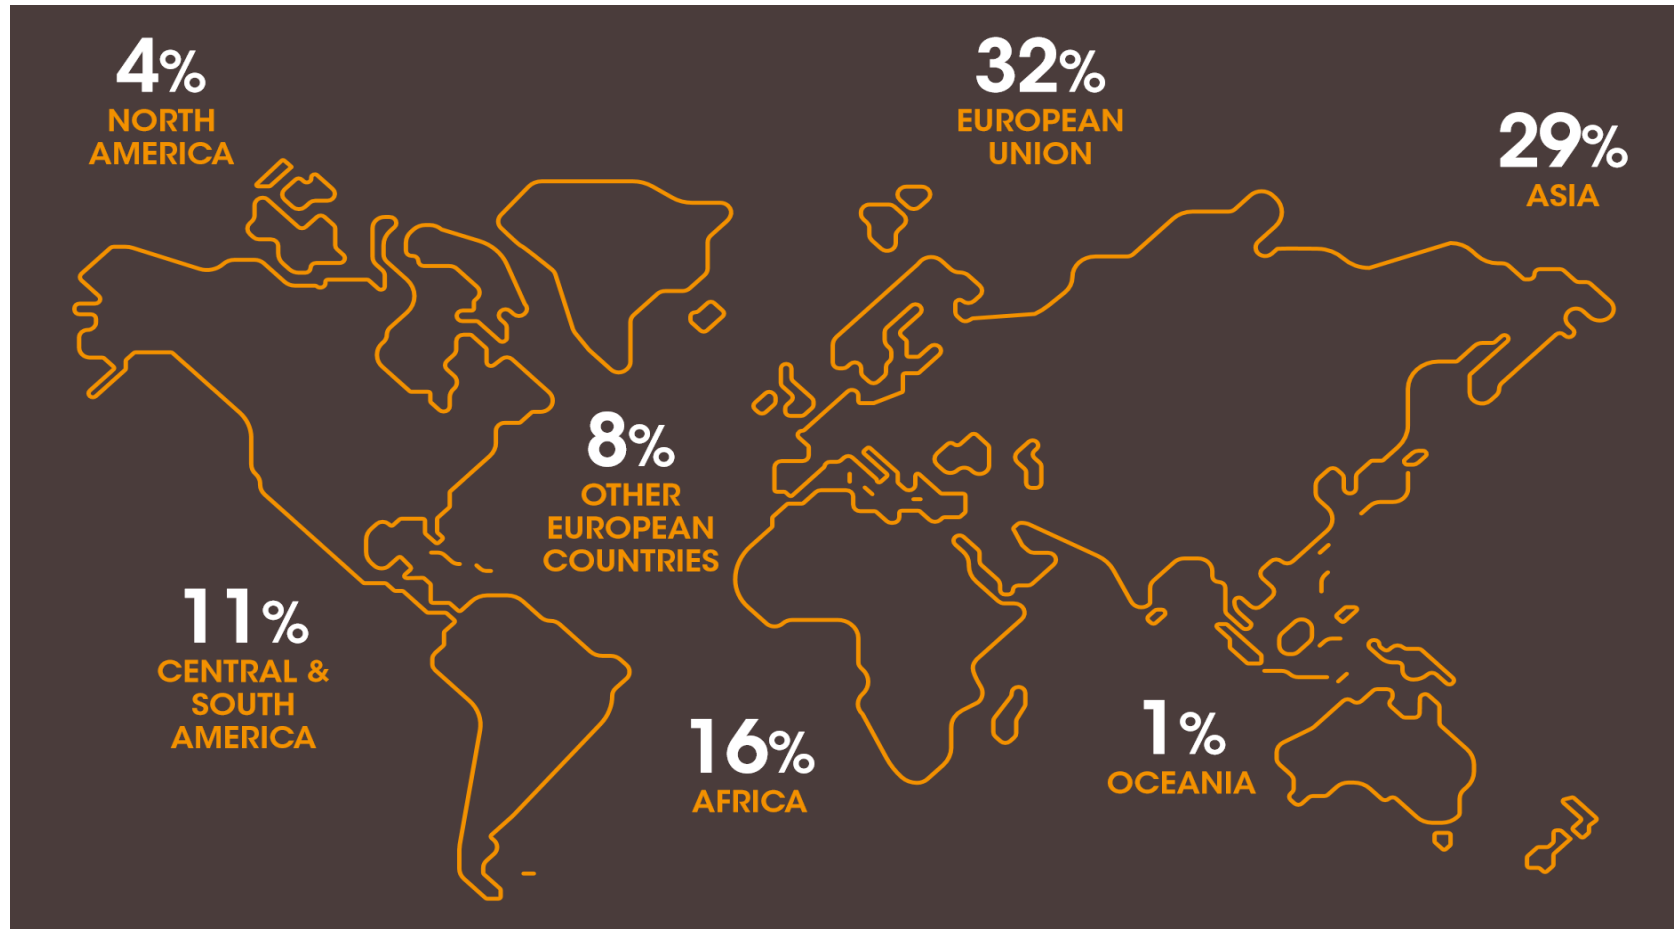 4%
NORTH
AMERICA
32%
EUROPEAN
UNION
29%
ASIA
8%
OTHER
EUROPEAN
COUNTRIES
11%
CENTRAL &
SOUTH
AMERICA
16%
AFRICA
1%
OCEANIA